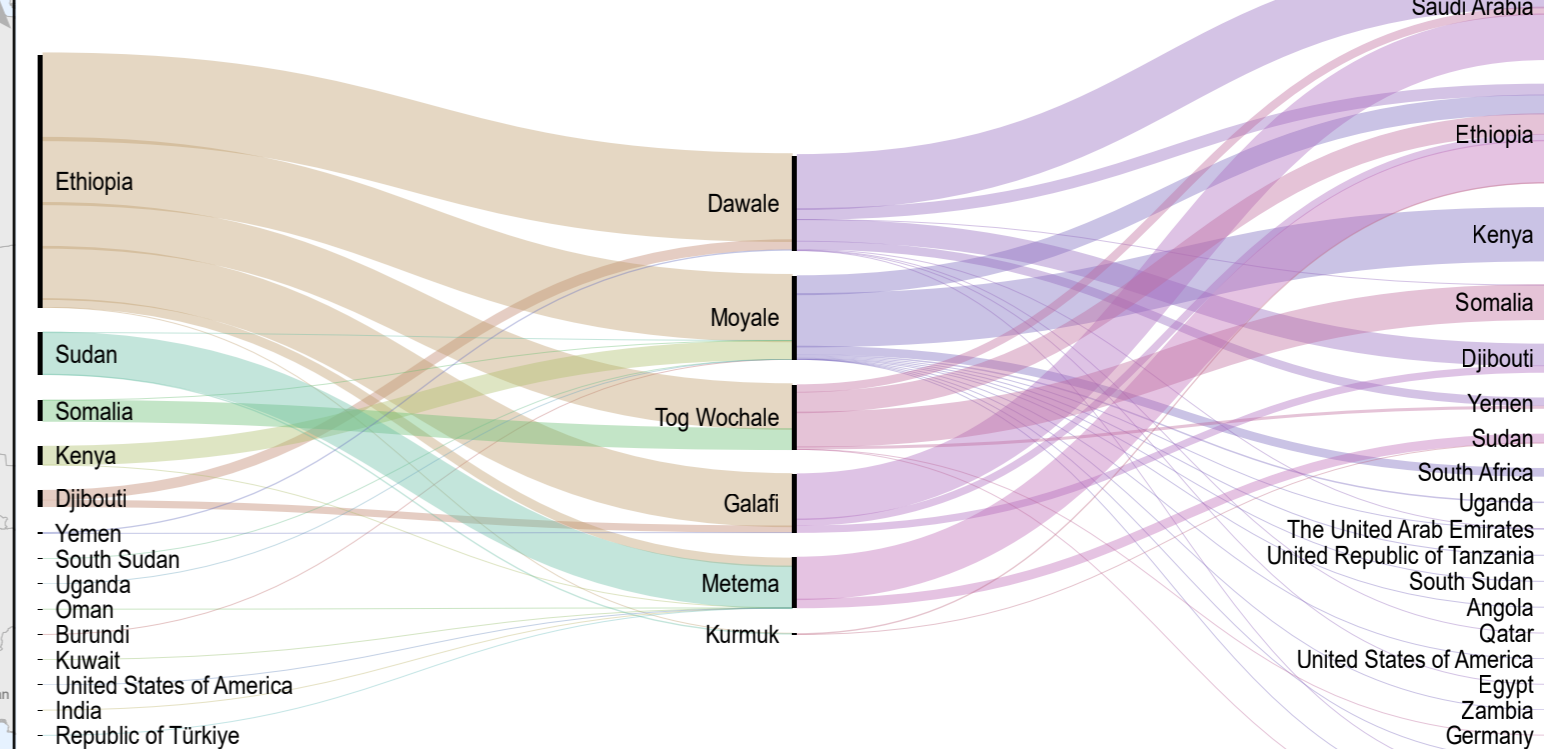 Ethiopia
Sudan
Somalia
Kenya
Djibouti
Yemen
South Sudan
Uganda
Oman
Burundi
Kuwait
United States of America
India
Republic of Türkiye
Dawale
Moyale
Tog Wochale
Galafi
Metema
Kurmuk
Saudi Arabia
Ethiopia
Kenya
Somalia
Djibouti
Yemen
Sudan
South Africa
Uganda
The United Arab Emirates
United Republic of Tanzania
South Sudan
Angola
Qatar
United States of America
Egypt
Zambia
Germany